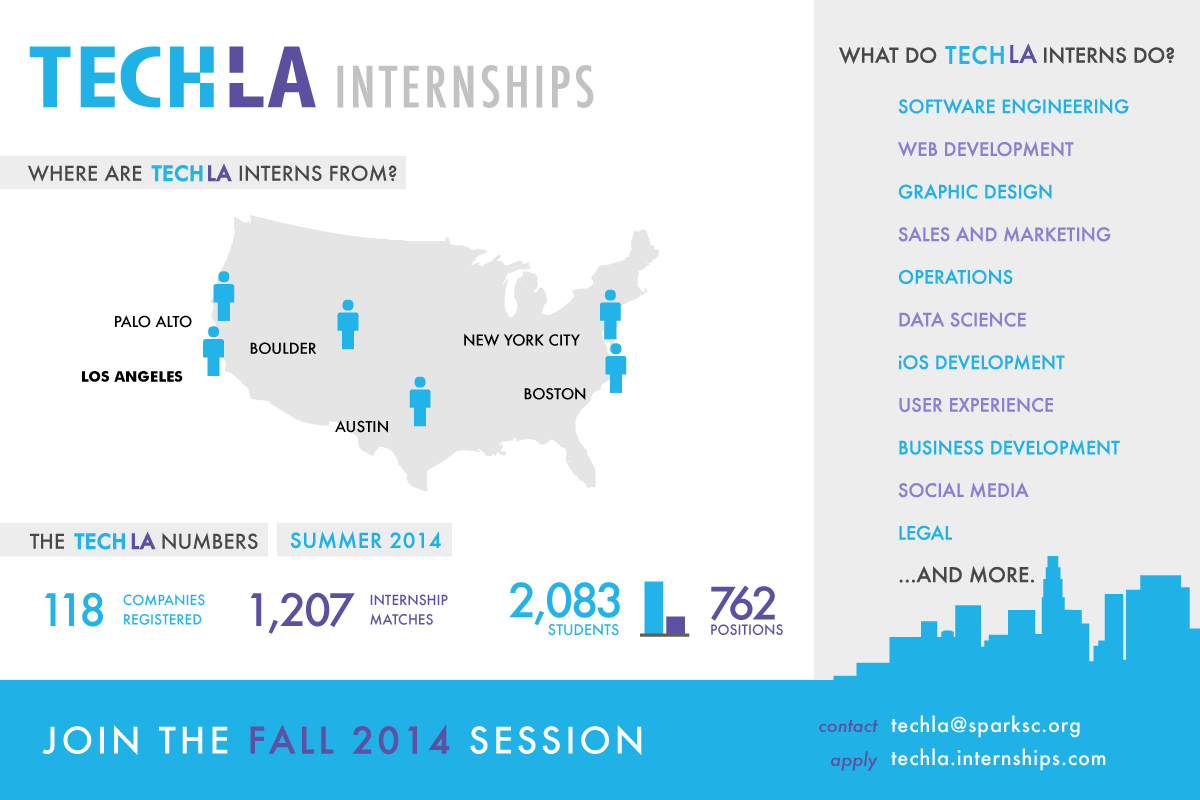 TECHLA INTERNSHIPS
WHERE ARE TECHLA INTERNS FROM?
PALO ALTO
LOS ANGELES
BOULDER
AUSTIN
NEW YORK CITY
BOSTON
THE TECHLA NUMBERS
SUMMER 2014
118 COMPANIES
REGISTERED
1,207 INTERNSHIP
MATCHES
2,083
STUDENTS
762
POSITIONS
WHAT DO TECHLA INTERNS DO?
SOFTWARE ENGINEERING
WEB DEVELOPMENT
GRAPHIC DESIGN
SALES AND MARKETING
OPERATIONS
DATA SCIENCE
iOS DEVELOPMENT
USER EXPERIENCE
BUSINESS DEVELOPMENT
SOCIAL MEDIA
LEGAL
...AND MORE.
JOIN THE FALL 2014 SESSION
contact techla@sparksc.org
apply techla.internships.com